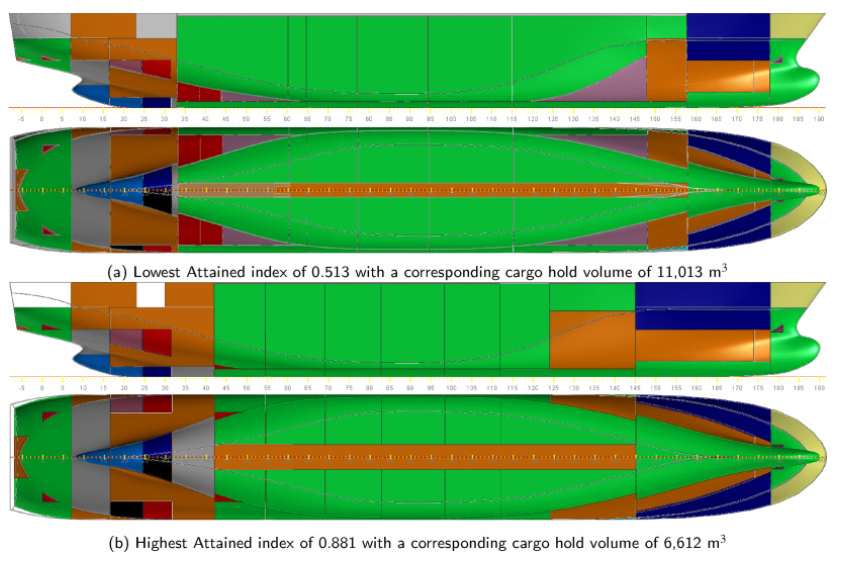 -5 0 5 10 15 20 25 30 35 40 45 50 55 60 65 70 75 80 85 90 95 100 105 110 115 120 125 130 135 140 145 150 155 160 165 170 175 180 185 190
(a) Lowest Attained index of 0.513 with a corresponding cargo hold volume of 11,013 m³
-5 0 5 10 15 20 25 30 35 40 45 50 55 60 65 70 75 80 85 90 95 100 105 110 115 120 125 130 135 140 145 150 155 160 165 170 175 180 185 190
(b) Highest Attained index of 0.881 with a corresponding cargo hold volume of 6,612 m³